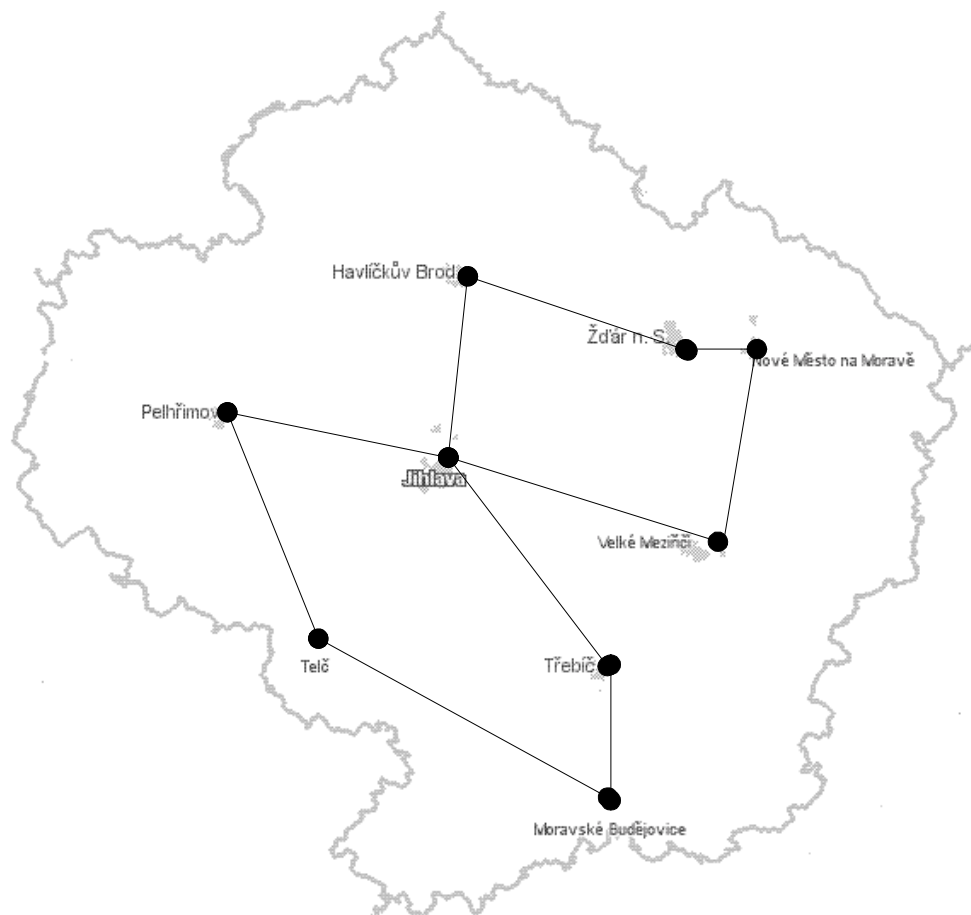 Havlíčkův Brod
Žďár n. S.
Nové Město na Moravě
Pelhřimov
Jihlava
Velké Meziříčí
Telč
Třebíč
Moravské Budějovice